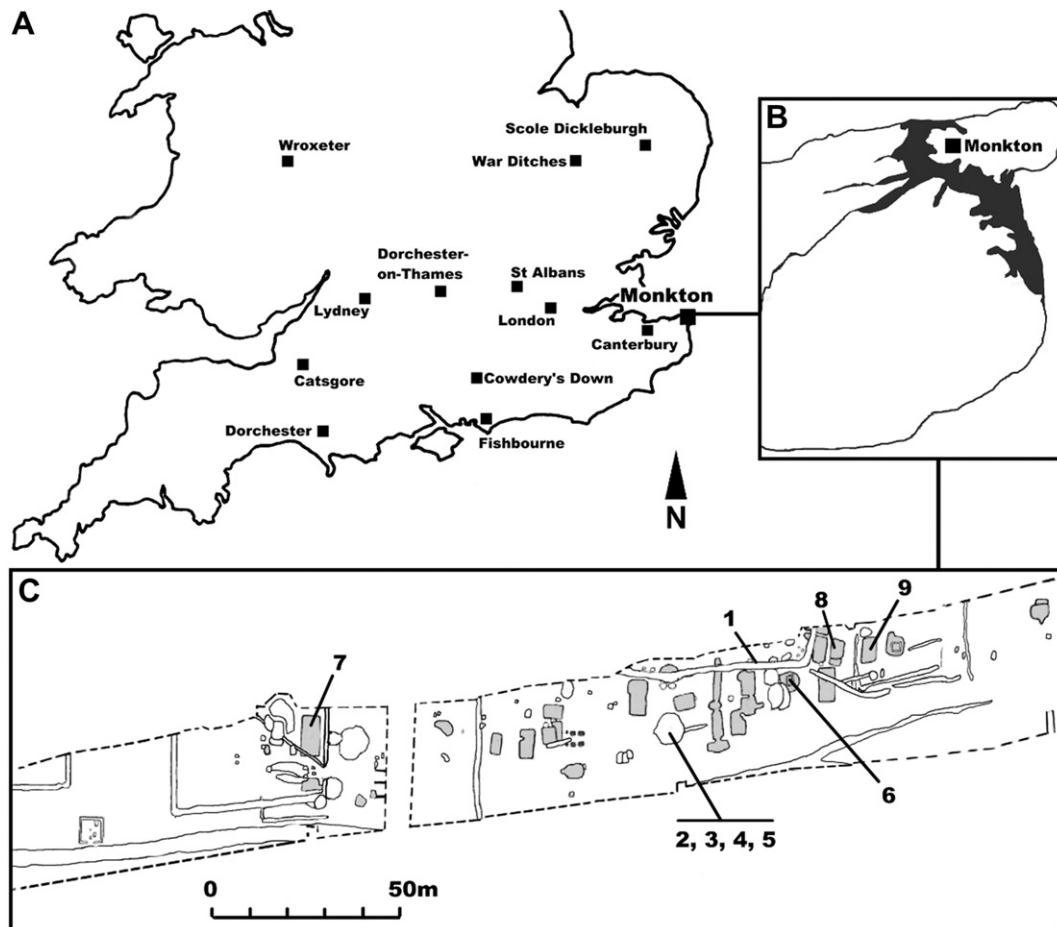 A
Wroxeter
Scole Dickleburgh
War Ditches
Dorchester-
on-Thames
St Albans
Lydney
London
Monkton
Canterbury
Catsgore
Cowdery's Down
Dorchester
Fishbourne
N
B
Monkton
C
7
1
8
9
6
2, 3, 4, 5
0
50m